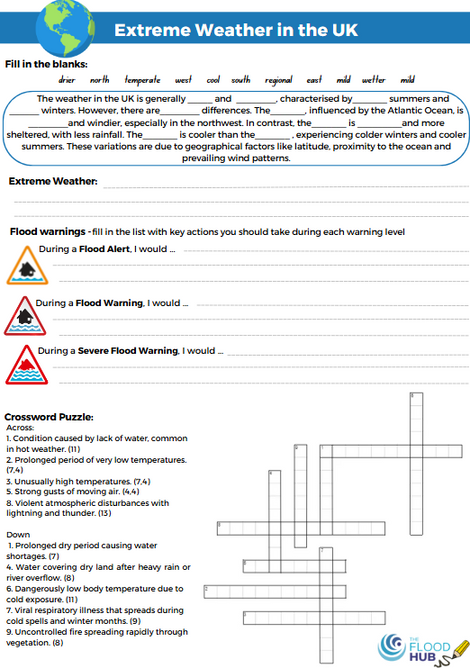 Extreme Weather in the UK
Fill in the blanks:
drier north temperate west cool south regional east mild wetter mild
The weather in the UK is generally _____ and ________, characterised by_______ summers and
______ winters. However, there are________ differences. The_______, influenced by the Atlantic Ocean, is
________and windier, especially in the northwest. In contrast, the_______ is ________and more
sheltered, with less rainfall. The_______ is cooler than the_______, experiencing colder winters and cooler
summers. These variations are due to geographical factors like latitude, proximity to the ocean and
prevailing wind patterns.
Extreme Weather:
Flood warnings - fill in the list with key actions you should take during each warning level
During a Flood Alert, I would ...
During a Flood Warning, I would ...
During a Severe Flood Warning, I would ...
Crossword Puzzle:
Across:
1. Condition caused by lack of water, common
in hot weather. (11)
2. Prolonged period of very low temperatures.
(7,4)
3. Unusually high temperatures. (7,4)
5. Strong gusts of moving air. (4,4)
8. Violent atmospheric disturbances with
lightning and thunder. (13)
Down
1. Prolonged dry period causing water
shortages. (7)
4. Water covering dry land after heavy rain or
river overflow. (8)
6. Dangerously low body temperature due to
cold exposure. (11)
7. Viral respiratory illness that spreads during
cold spells and winter months. (9)
9. Uncontrolled fire spreading rapidly through
vegetation. (8)
THE
FLOOD
HUB